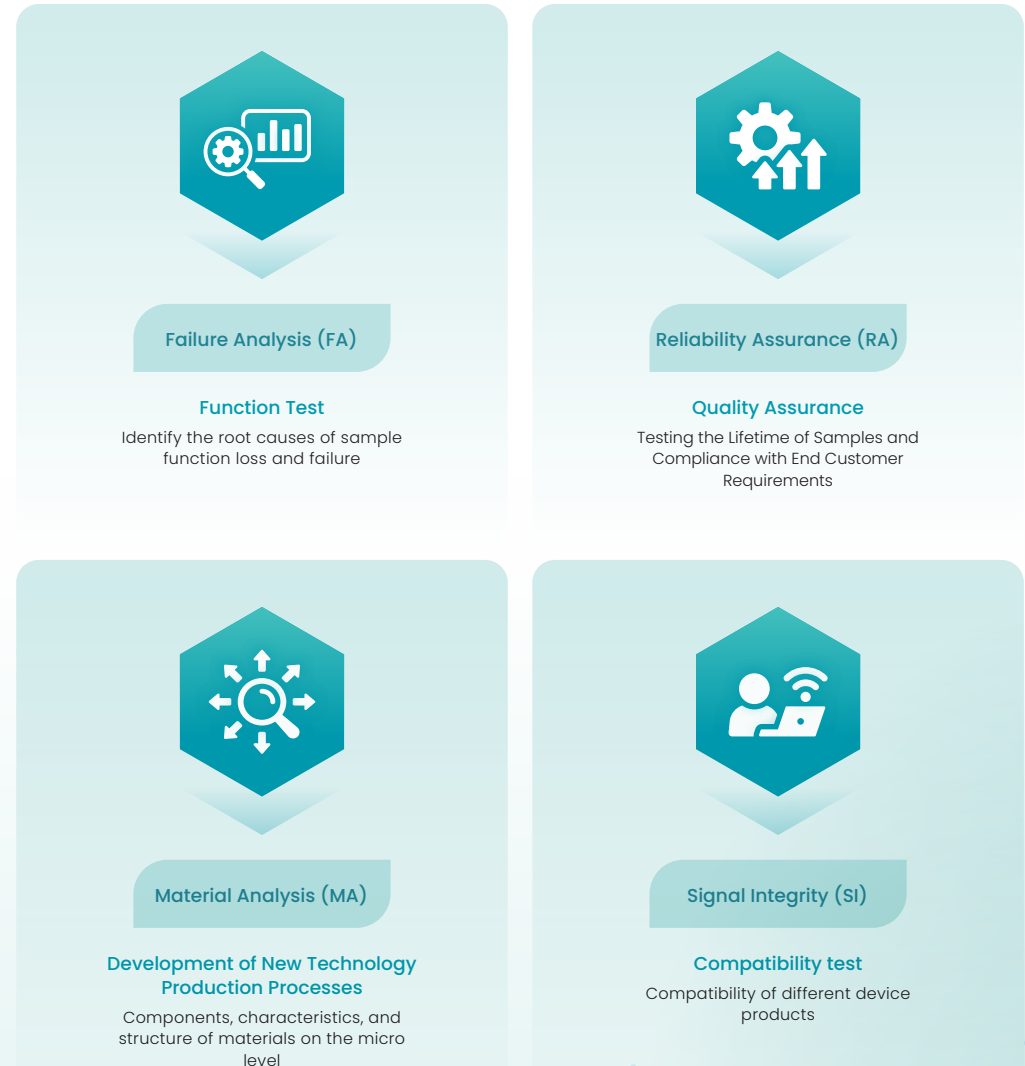 Failure Analysis (FA)
Function Test
Identify the root causes of sample
function loss and failure
Reliability Assurance (RA)
Quality Assurance
Testing the Lifetime of Samples and
Compliance with End Customer
Requirements
Material Analysis (MA)
Development of New Technology
Production Processes
Components, characteristics, and
structure of materials on the micro
level
Signal Integrity (SI)
Compatibility test
Compatibility of different device
products